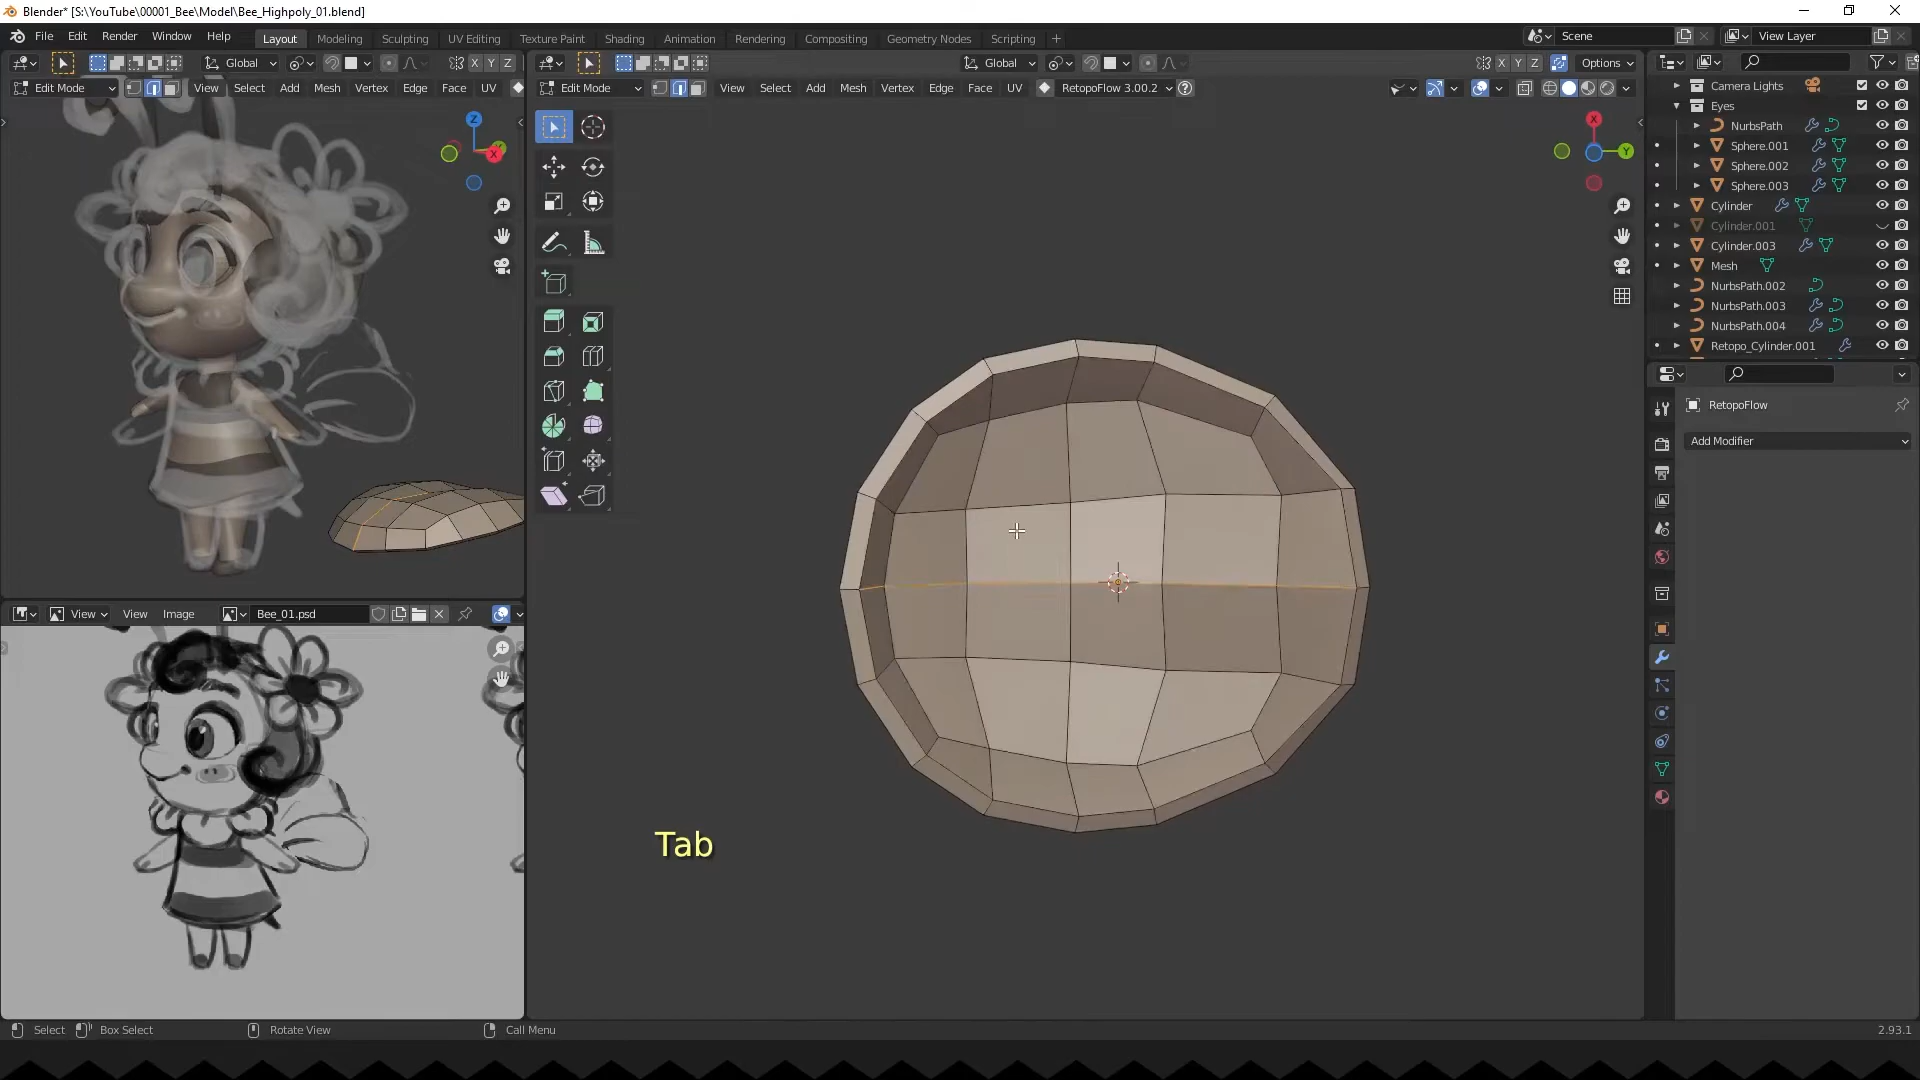 Blender* [S:\YouTube\00001_Bee\Model\Bee_Highpoly_01.blend]
File Edit Render Window Help
Layout Modeling Sculpting UV Editing Texture Paint Shading Animation Rendering Compositing Geometry Nodes Scripting +
Scene
View Layer
Global
X Y Z
Global
X Y Z
Options
Edit Mode
View Select Add Mesh Vertex Edge Face UV
Edit Mode
View Select Add Mesh Vertex Edge Face UV
RetopoFlow 3.00.2
Camera Lights
Eyes
NurbsPath
Sphere.001
Sphere.002
Sphere.003
Cylinder
Cylinder.001
Cylinder.003
Mesh
NurbsPath.002
NurbsPath.003
NurbsPath.004
Retopo_Cylinder.001
Z
X
X
Y
RetopoFlow
Add Modifier
View
View
Image
Bee_01.psd
Tab
Select
Box Select
Rotate View
Call Menu
2.93.1